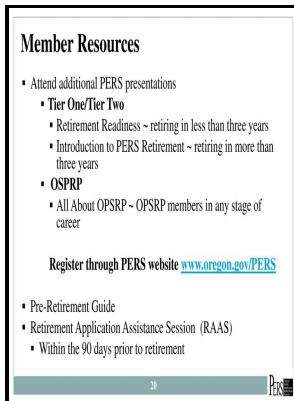 Member Resources
▪ Attend additional PERS presentations
▪ Tier One/Tier Two
▪ Retirement Readiness ~ retiring in less than three years
▪ Introduction to PERS Retirement ~ retiring in more than
three years
▪ OSPRP
▪ All About OPSRP ~ OPSRP members in any stage of
career
Register through PERS website www.oregon.gov/PERS
▪ Pre-Retirement Guide
▪ Retirement Application Assistance Session (RAAS)
▪ Within the 90 days prior to retirement
20
PERS